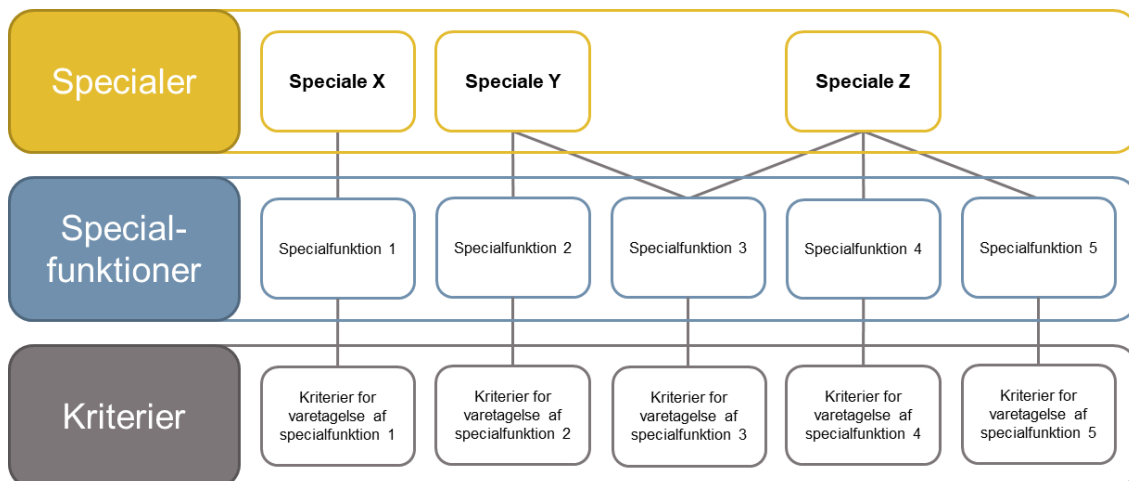 Specialer
Speciale X
Speciale Y
Speciale Z
Special-
funktioner
Specialfunktion 1
Specialfunktion 2
Specialfunktion 3
Specialfunktion 4
Specialfunktion 5
Kriterier
Kriterier for
varetagelse af
specialfunktion 1
Kriterier for
varetagelse af
specialfunktion 2
Kriterier for
varetagelse af
specialfunktion 3
Kriterier for
varetagelse af
specialfunktion 4
Kriterier for
varetagelse af
specialfunktion 5